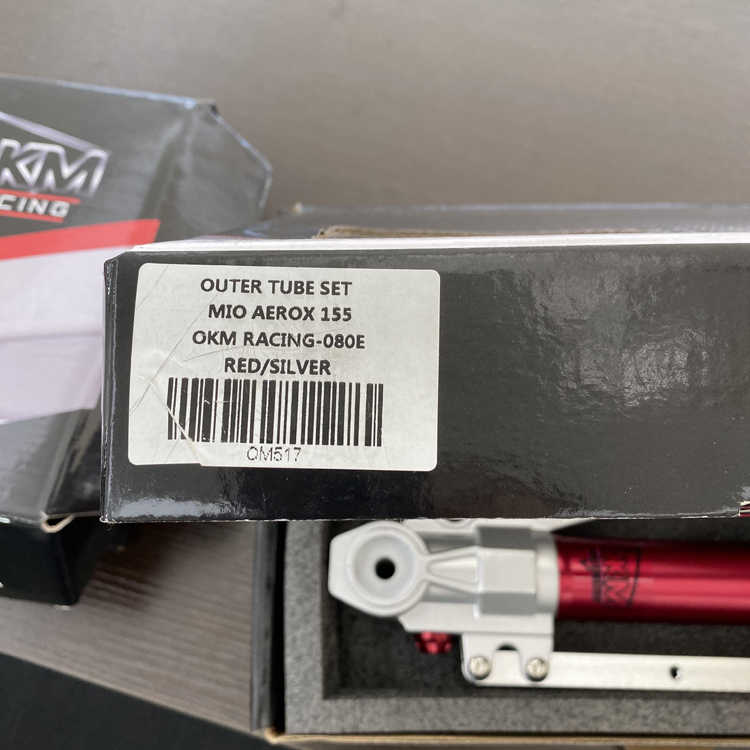 KM
CING
OUTER TUBE SET
MIO AEROX 155
OKM RACING-080E
RED/SILVER
OM517